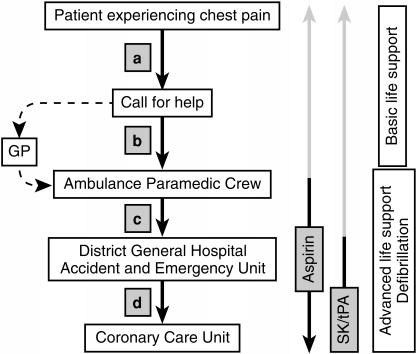 Patient experiencing chest pain
a
Call for help
b
GP
Ambulance Paramedic Crew
c
District General Hospital
Accident and Emergency Unit
d
Coronary Care Unit
Aspirin
SK/tPA
Basic life support
Advanced life support
Defibrillation